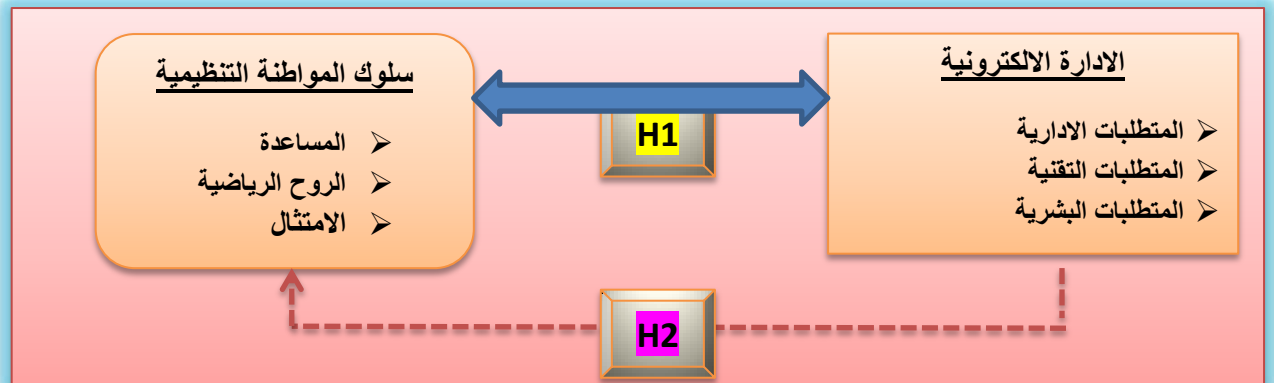 الادارة الالكترونية
المتطلبات الادارية
المتطلبات التقنية
المتطلبات البشرية
سلوك المواطنة التنظيمية
المساعدة
الروح الرياضية
الامتثال
H1
H2